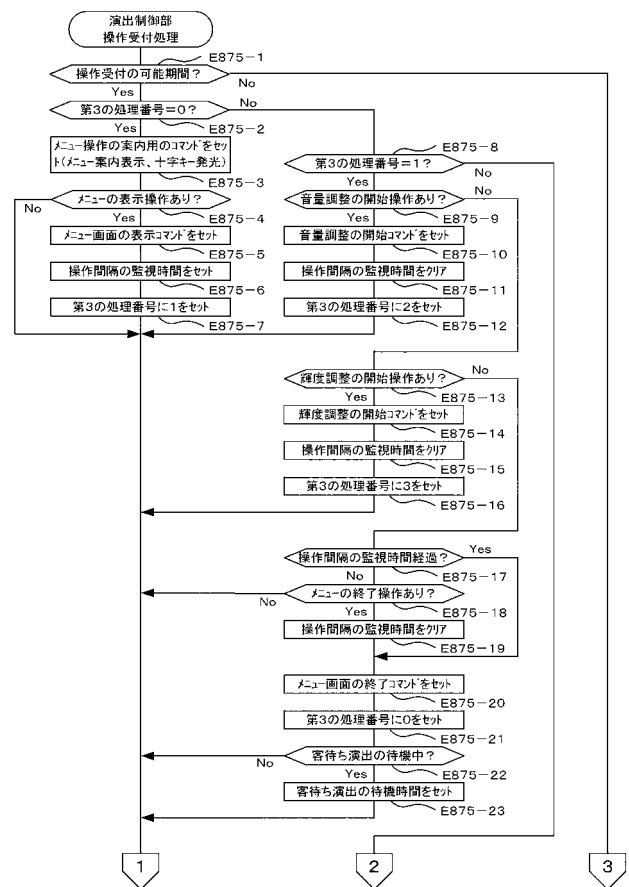 演出制御部
操作受付処理
E875-1
操作受付の可能期間？
No
Yes
第3の処理番号=0？
No
Yes
E875-2
メニュー操作の案内用のコマンドをセッ
ト(メニュー案内表示、十字キー発光)
E875-3
メニューの表示操作あり？
No
Yes
E875-4
メニュー画面の表示コマンドをセット
E875-5
操作間隔の監視時間をセット
E875-6
第3の処理番号に1をセット
E875-7
E875-8
第3の処理番号=1？
No
Yes
音量調整の開始操作あり？
No
Yes
E875-9
音量調整の開始コマンドをセット
E875-10
操作間隔の監視時間をクリア
E875-11
第3の処理番号に2をセット
E875-12
輝度調整の開始操作あり？
No
Yes
E875-13
輝度調整の開始コマンドをセット
E875-14
操作間隔の監視時間をクリア
E875-15
第3の処理番号に3をセット
E875-16
操作間隔の監視時間経過？
Yes
No
E875-17
メニューの終了操作あり？
No
Yes
E875-18
操作間隔の監視時間をクリア
E875-19
メニュー画面の終了コマンドをセット
E875-20
第3の処理番号に0をセット
E875-21
客待ち演出の待機中？
No
Yes
E875-22
客待ち演出の待機時間をセット
E875-23
1
2
3